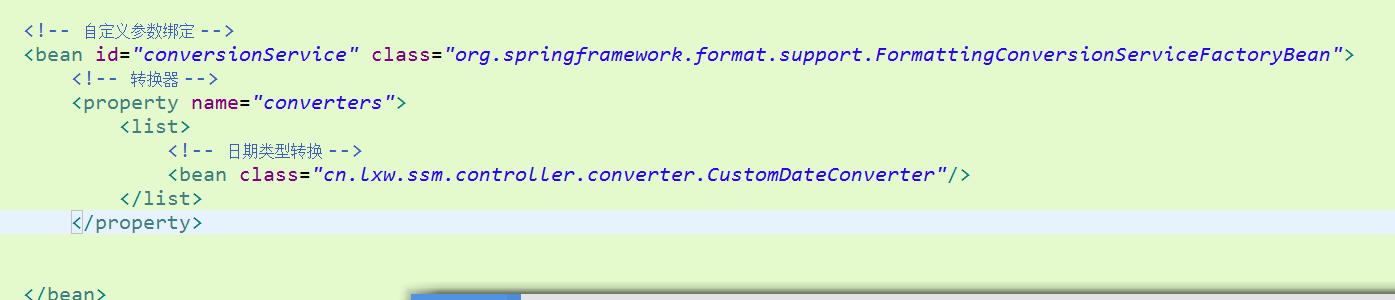 <!-- 自定义参数绑定 -->
<bean id="conversionService" class="org.springframework.format.support.FormattingConversionServiceFactoryBean">
<!-- 转换器 -->
<property name="converters">
<list>
<!-- 日期类型转换 -->
<bean class="cn.lxw.ssm.controller.converter.CustomDateConverter"/>
</list>
</property>
</bean>